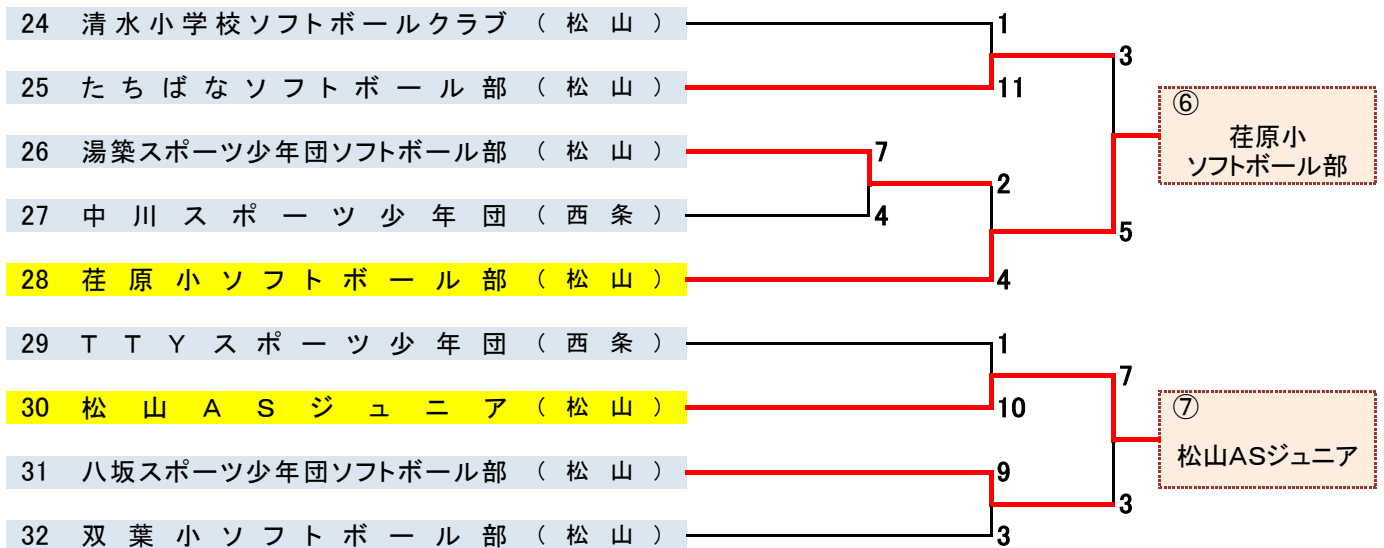 24 清水小学校ソフトボールクラブ（松山）
25 たちばなソフトボール部（松山）
26 湯築スポーツ少年団ソフトボール部（松山）
27 中川スポーツ少年団（西条）
28 荏原小ソフトボール部（松山）
29 TTYスポーツ少年団（西条）
30 松山ASジュニア（松山）
31 八坂スポーツ少年団ソフトボール部（松山）
32 双葉小ソフトボール部（松山）
1
11
7
4
2
4
1
10
9
3
3
5
7
3
⑥
荏原小
ソフトボール部
⑦
松山ASジュニア